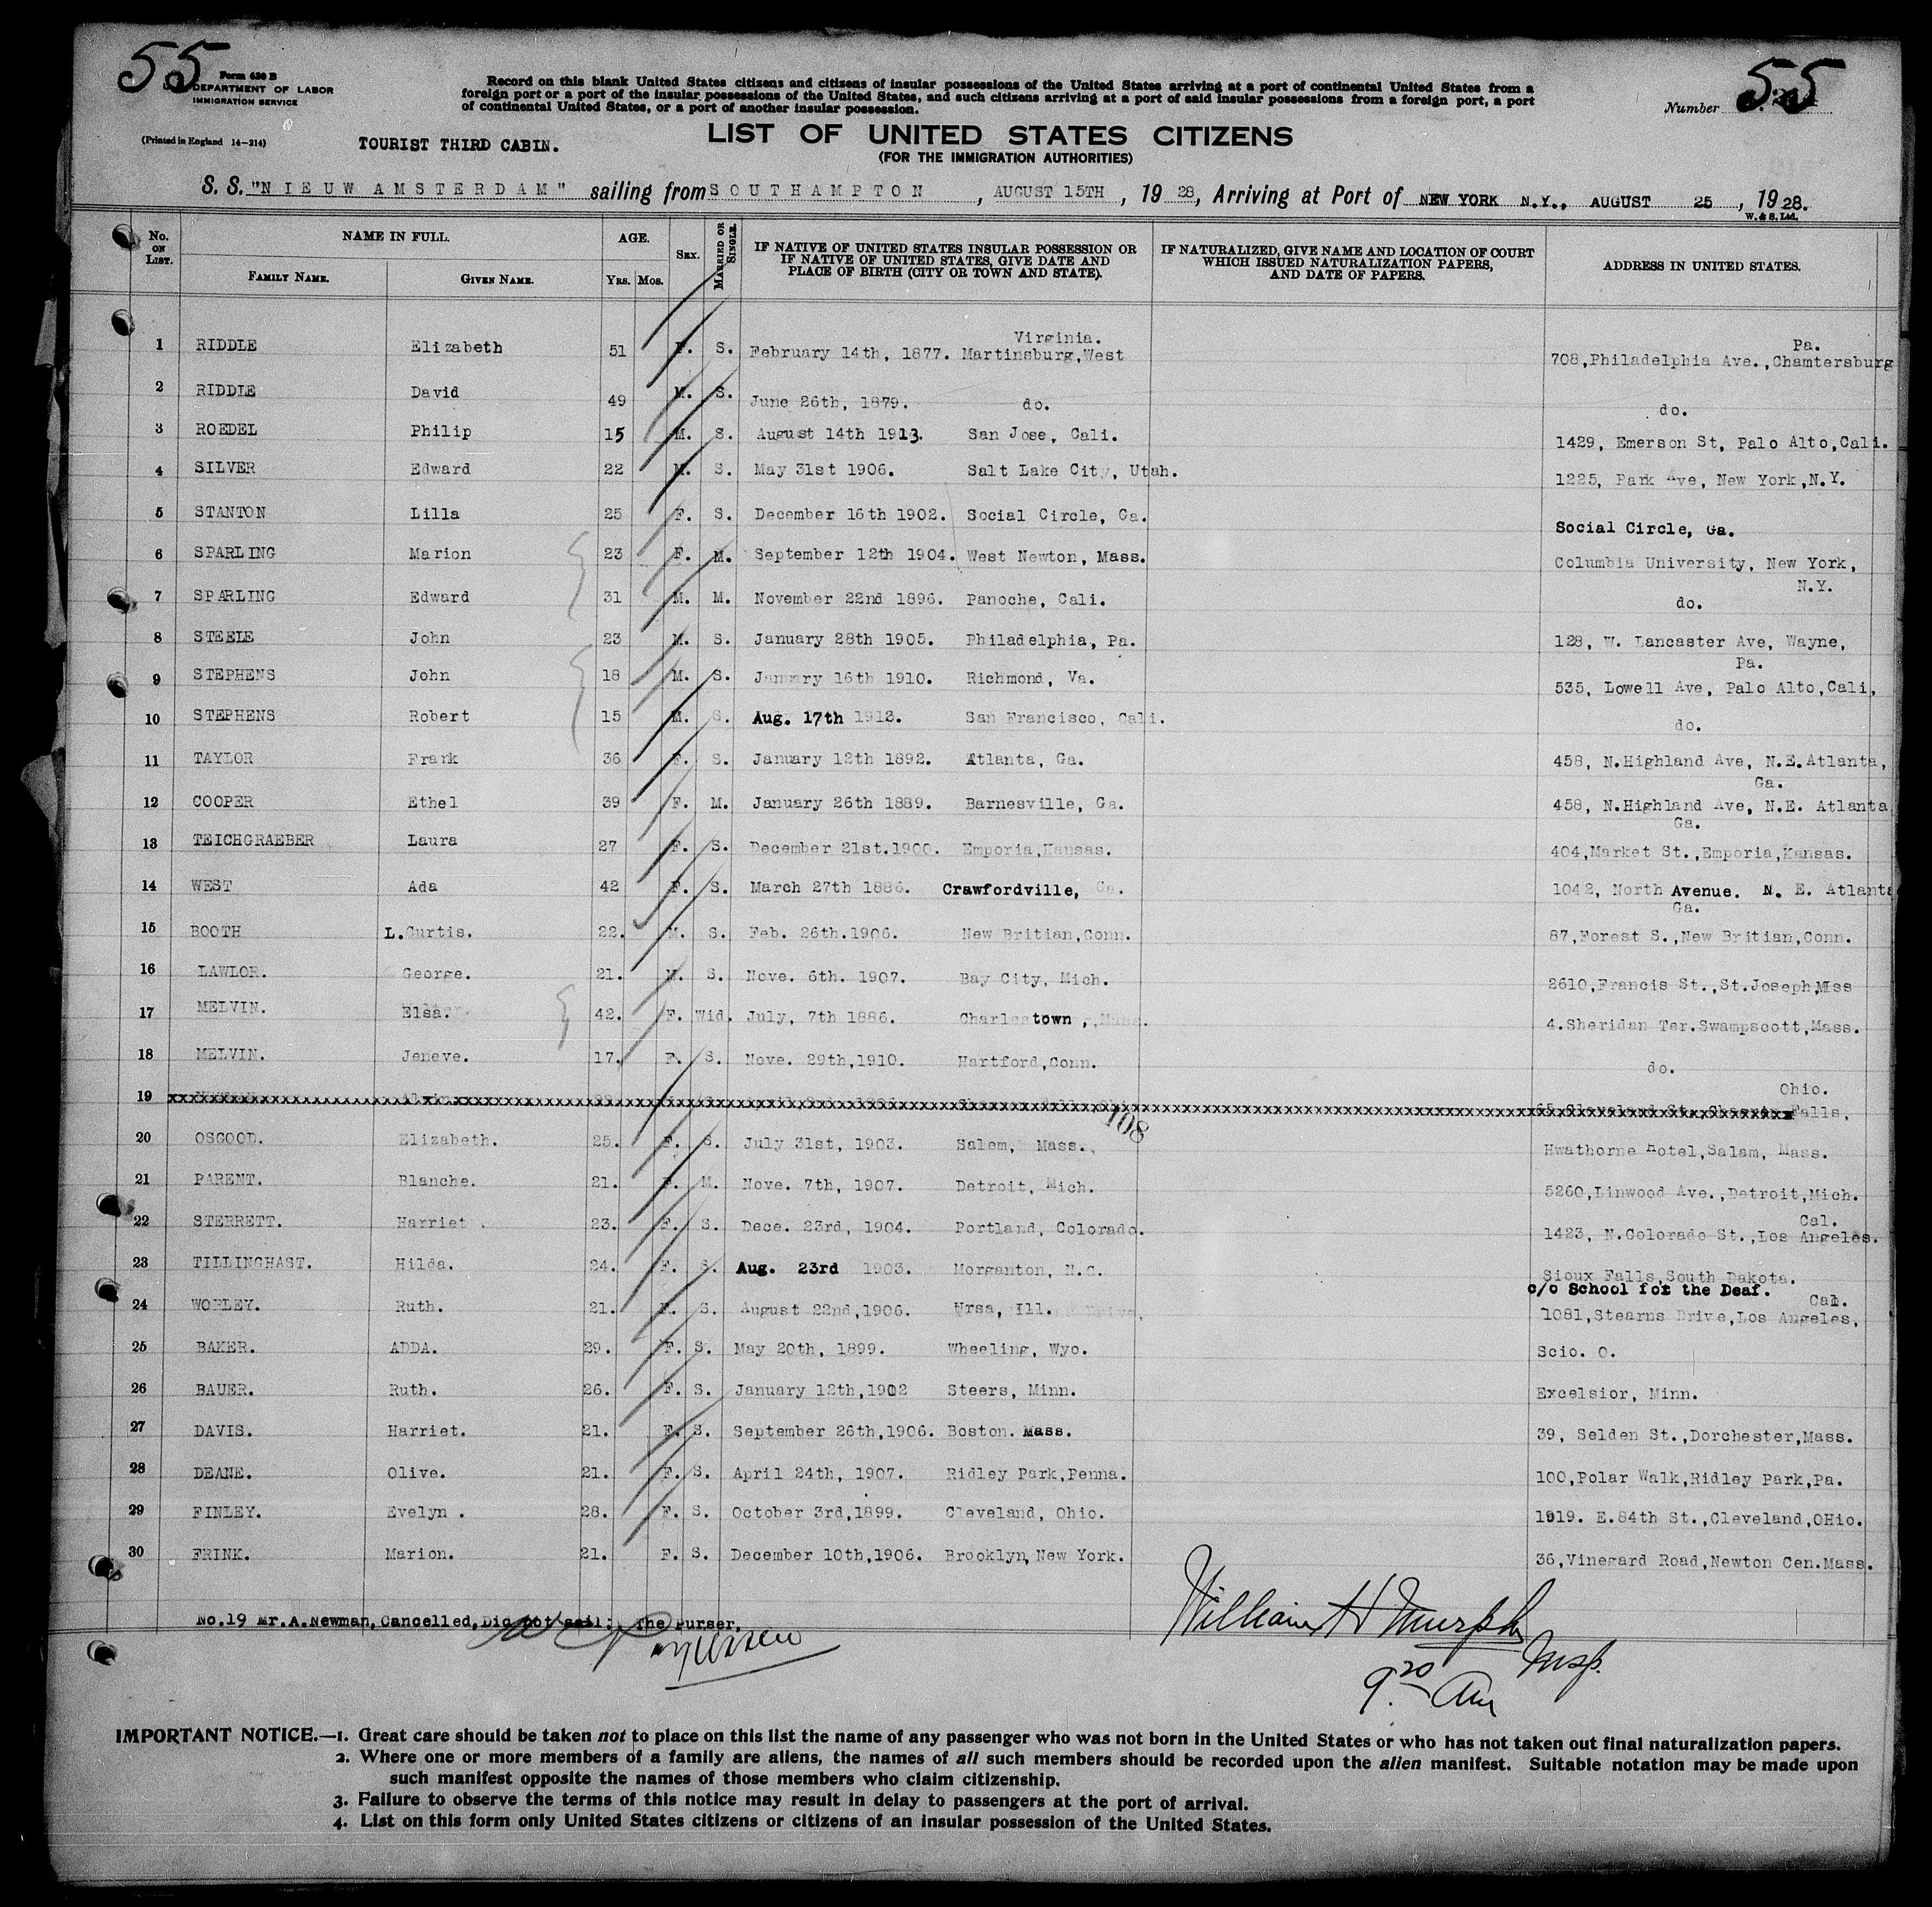 55
Form 630 B
DEPARTMENT OF LABOR
IMMIGRATION SERVICE
(Printed in England 14-214)
Record on this blank United States citizens and citizens of insular possessions of the United States arriving at a port of continental United States from a
foreign port or a port of the insular possessions of the United States, and such citizens arriving at a port of said insular possessions from a foreign port, a port
of continental United States, or a port of another insular possession.
Number 55
TOURIST THIRD CABIN.
LIST OF UNITED STATES CITIZENS
(FOR THE IMMIGRATION AUTHORITIES)
S. S. "NIEUW AMSTERDAM" sailing from SOUTHAMPTON, AUGUST 15TH, 1928, Arriving at Port of NEW YORK N.Y., AUGUST 25, 1928.
W. & S. Ltd.
No. ON LIST. NAME IN FULL. FAMILY NAME. GIVEN NAME. AGE. YRS. MOS. SEX. MARRIED OR SINGLE. IF NATIVE OF UNITED STATES INSULAR POSSESSION OR IF NATIVE OF UNITED STATES, GIVE DATE AND PLACE OF BIRTH (CITY OR TOWN AND STATE). IF NATURALIZED, GIVE NAME AND LOCATION OF COURT WHICH ISSUED NATURALIZATION PAPERS, AND DATE OF PAPERS. ADDRESS IN UNITED STATES.
1 RIDDLE Elizabeth 51 F. S. February 14th, 1877. Martinsburg, West Virginia. 708, Philadelphia Ave., Chamtersburg Pa.
2 RIDDLE David 49 M. S. June 26th, 1879. do. do.
3 ROEDEL Philip 15 M. S. August 14th 1913. San Jose, Cali. 1429, Emerson St, Palo Alto, Cali.
4 SILVER Edward 22 M. S. May 31st 1906. Salt Lake City, Utah. 1225, Park Ave, New York, N.Y.
5 STANTON Lilla 25 F. S. December 16th 1902. Social Circle, Ga. Social Circle, Ga.
6 SPARLING Marion 23 F. M. September 12th 1904. West Newton, Mass. Columbia University, New York, N.Y.
7 SPARLING Edward 31 M. M. November 22nd 1896. Panoche, Cali. do.
8 STEELE John 23 M. S. January 28th 1905. Philadelphia, Pa. 128, W. Lancaster Ave, Wayne, Pa.
9 STEPHENS John 18 M. S. January 16th 1910. Richmond, Va. 535, Lowell Ave, Palo Alto, Cali,
10 STEPHENS Robert 15 M. S. Aug. 17th 1913. San Francisco, Cali. do.
11 TAYLOR Frank 36 F. S. January 12th 1892. Atlanta, Ga. 458, N.Highland Ave, N.E. Atlanta, Ga.
12 COOPER Ethel 39 F. M. January 26th 1889. Barnesville, Ga. 458, N.Highland Ave, N.E. Atlanta Ga.
13 TEICHGRAEBER Laura 27 F. S. December 21st.1900. Emporia, Kansas. 404, Market St., Emporia, Kansas.
14 WEST Ada 42 F. S. March 27th 1886. Crawfordville, Ga. 1042, North Avenue. N. E. Atlanta Ga.
15 BOOTH L. Curtis. 22. M. S. Feb. 26th.1906. New Britian, Conn. 87, Forest S., New Britian, Conn.
16 LAWLOR. George. 21. M. S. Nove. 6th. 1907. Bay City, Mich. 2610, Francis St., St.Joseph, Miss
17 MELVIN. Elsa. 42. F. Wid. July, 7th 1886. Charlestown, Mass. 4.Sheridan Ter. Swampscott, Mass.
18 MELVIN. Jeneve. 17. F. S. Nove. 29th, 1910. Hartford, Conn. do.
19 Ohio. Falls,
108
20 OSGOOD. Elizabeth. 25. F. S. July 31st, 1903. Salem, Mass. Hwathorne Hotel, Salam, Mass.
21 PARENT. Blanche. 21. F. M. Nove. 7th, 1907. Detroit, Mich. 5260, Linwood Ave., Detroit, Mich.
22 STERRETT. Harriet. 23. F. S. Dece. 23rd, 1904. Portland, Colorado. 1423, N.Colorado St., Los Angeles. Cal.
23 TILLINGHAST. Hilda. 24. F. S. Aug. 23rd 1903. Morganton, N.C. Sioux Falls, South Dakota. c/o School for the Deaf.
24 WORLEY. Ruth. 21. F. S. August 22nd, 1906. Ursa, Ill. 1081, Stearns Drive, Los Angeles, Cal.
25 BAKER. ADDA. 29. F. S. May 20th, 1899. Wheeling, Wyo. Scio. O.
26 BAUER. Ruth. 26. F. S. January 12th, 1902 Steers, Minn. Excelsior, Minn.
27 DAVIS. Harriet. 21. F. S. September 26th, 1906. Boston. Mass. 39, Selden St., Dorchester, Mass.
28 DEANE. Olive. 21. F. S. April 24th, 1907. Ridley Park, Penna. 100, Polar Walk, Ridley Park, Pa.
29 FINLEY. Evelyn. 28. F. S. October 3rd, 1899. Cleveland, Ohio. 1919. E.84th St., Cleveland, OHio.
30 FRINK. Marion. 21. F. S. December 10th, 1906. Brooklyn, New York. 36, Vinegard Road, Newton Cen. Mass.
No.19 Mr.A.Newman, Cancelled, Did not sail: The Purser,
William H Murphy
Insp.
9.20 Am
IMPORTANT NOTICE.—1. Great care should be taken not to place on this list the name of any passenger who was not born in the United States or who has not taken out final naturalization papers.
2. Where one or more members of a family are aliens, the names of all such members should be recorded upon the alien manifest. Suitable notation may be made upon
such manifest opposite the names of those members who claim citizenship.
3. Failure to observe the terms of this notice may result in delay to passengers at the port of arrival.
4. List on this form only United States citizens or citizens of an insular possession of the United States.